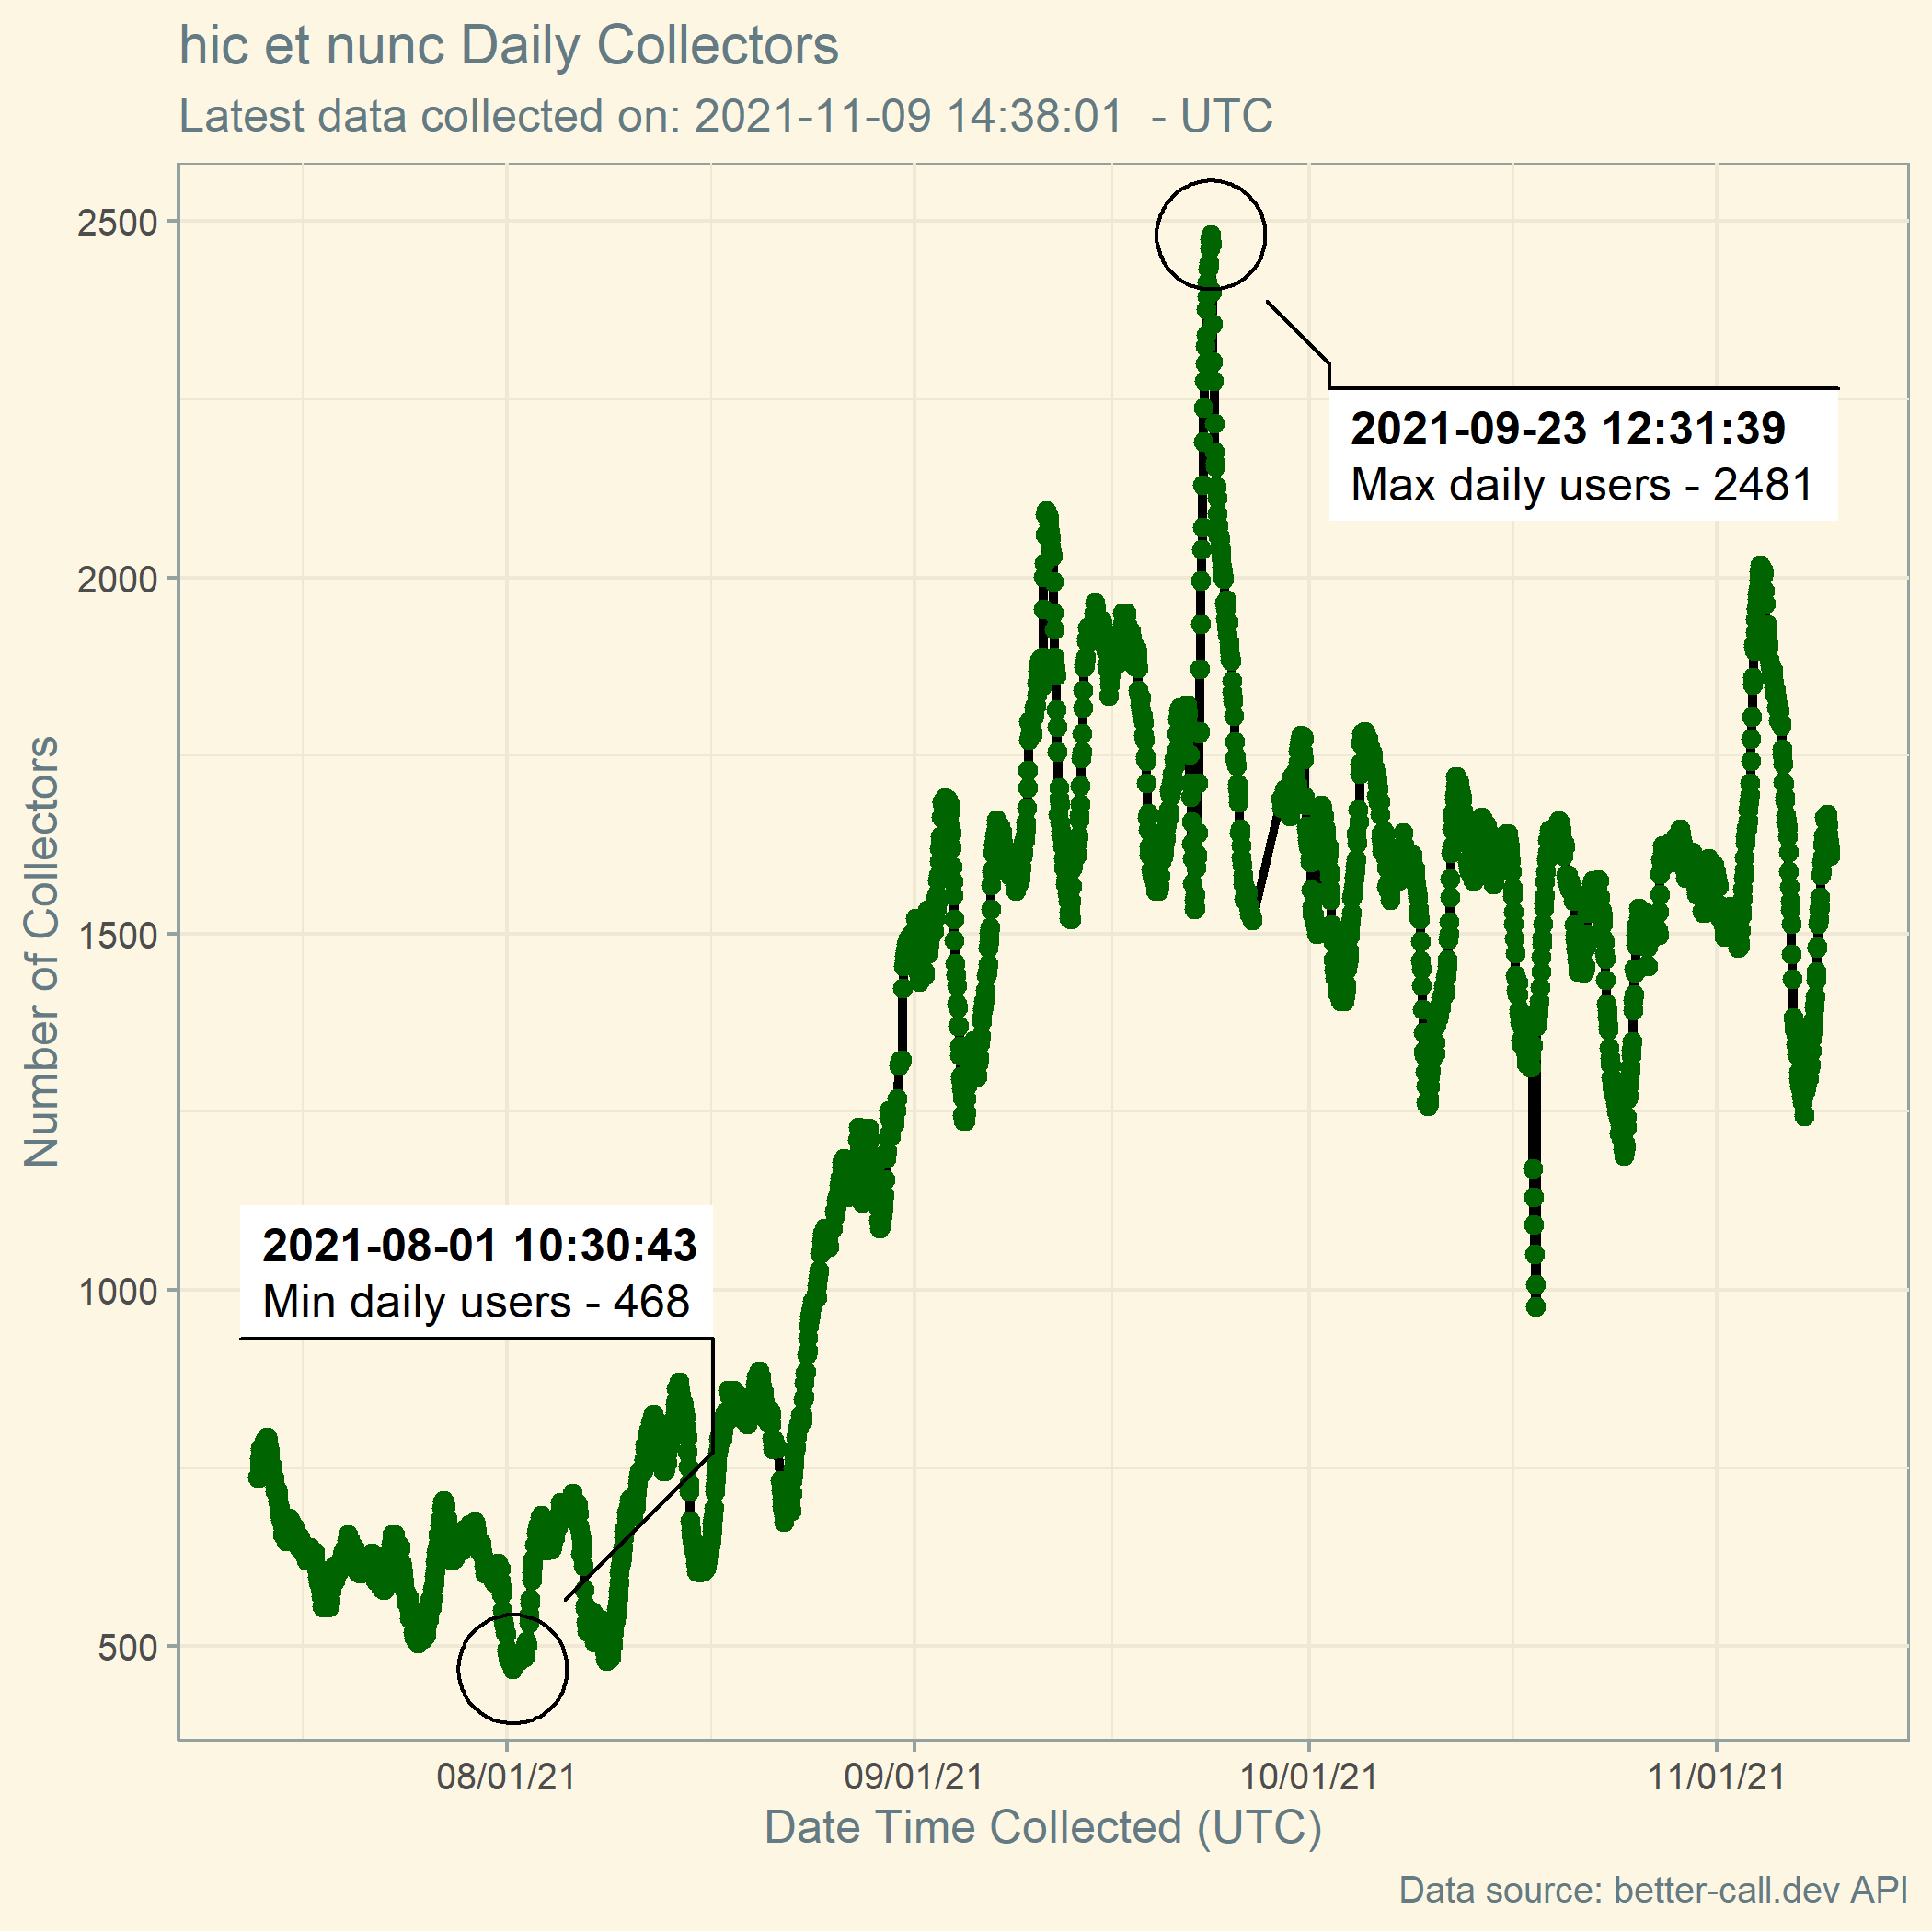 hic et nunc Daily Collectors
Latest data collected on: 2021-11-09 14:38:01  - UTC
Number of Collectors
2500
2000
1500
1000
500
2021-09-23 12:31:39
Max daily users - 2481
2021-08-01 10:30:43
Min daily users - 468
08/01/21
09/01/21
10/01/21
11/01/21
Date Time Collected (UTC)
Data source: better-call.dev API